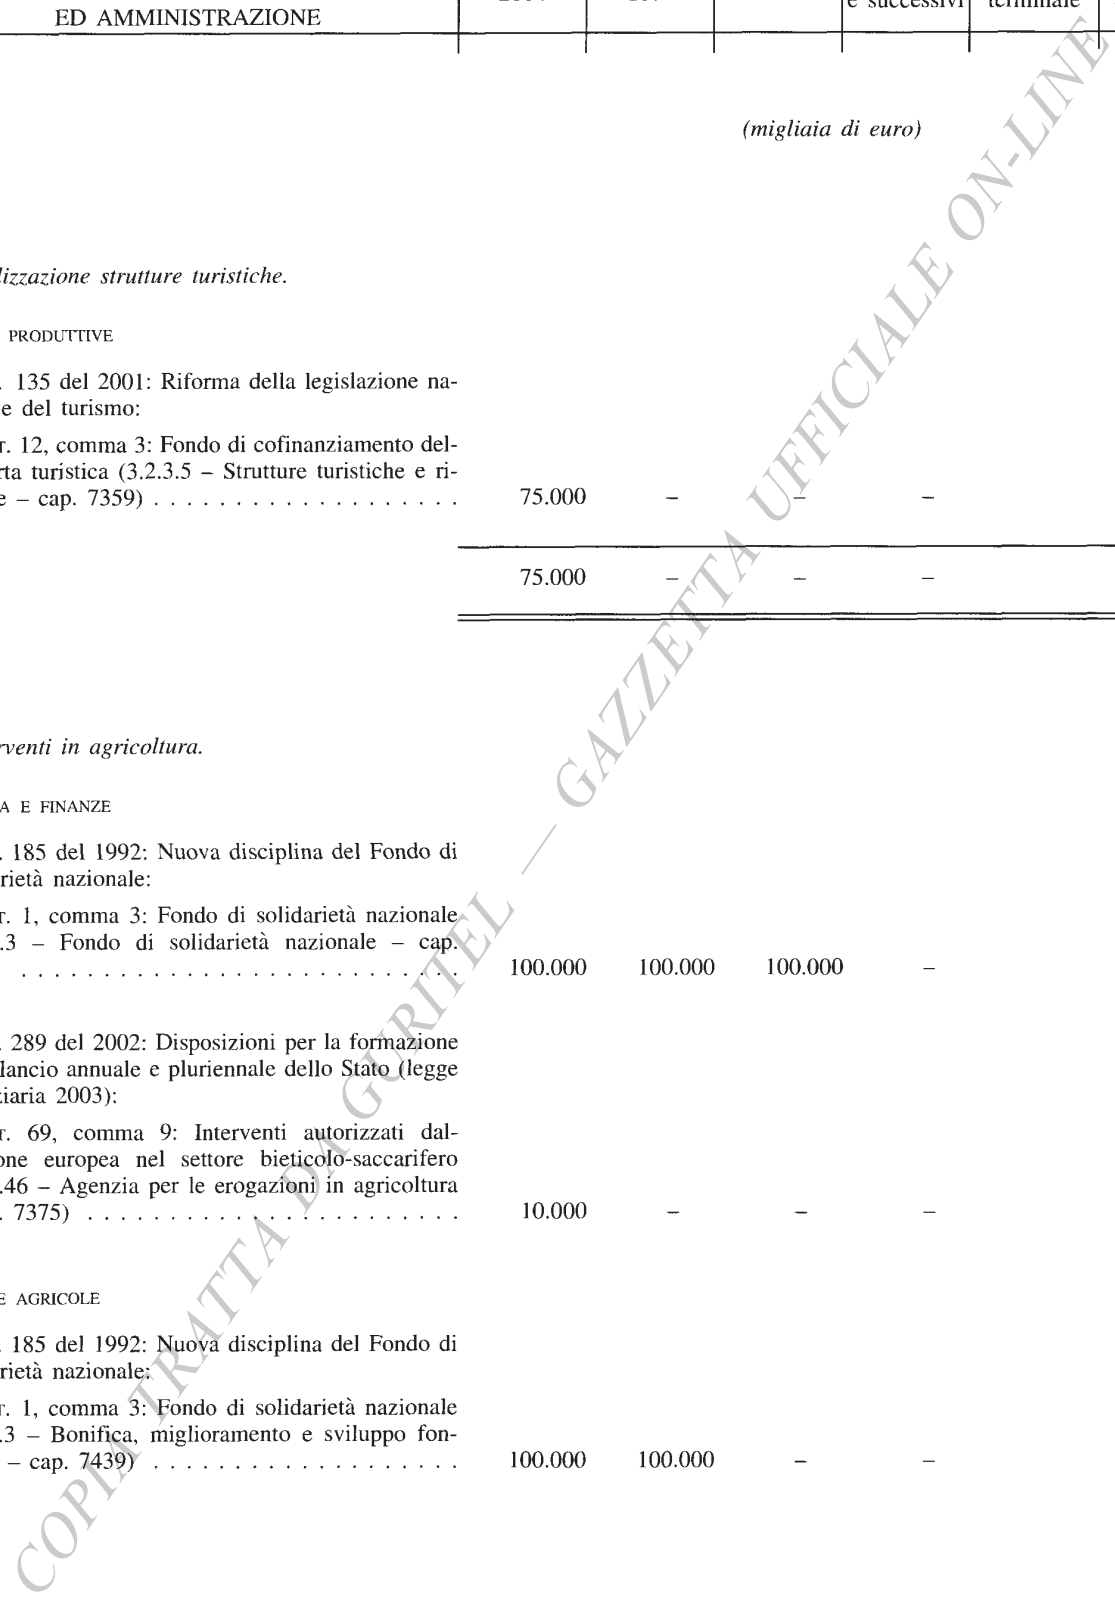 ED AMMINISTRAZIONE
e successivi
terminale
(migliaia di euro)
lizzazione strutture turistiche.
PRODUTTIVE
. 135 del 2001: Riforma della legislazione na-
e del turismo:
r. 12, comma 3: Fondo di cofinanziamento del-
rta turistica (3.2.3.5 – Strutture turistiche e ri-
e – cap. 7359) . . . . . . . . . . . . . . . . . . . 75.000 – – –
75.000 – – –
rventi in agricoltura.
A E FINANZE
. 185 del 1992: Nuova disciplina del Fondo di
rietà nazionale:
r. 1, comma 3: Fondo di solidarietà nazionale
.3 – Fondo di solidarietà nazionale – cap.
. . . . . . . . . . . . . . . . . . . . . . . . . . . 100.000 100.000 100.000 –
. 289 del 2002: Disposizioni per la formazione
lancio annuale e pluriennale dello Stato (legge
ziaria 2003):
r. 69, comma 9: Interventi autorizzati dal-
one europea nel settore bieticolo-saccarifero
.46 – Agenzia per le erogazioni in agricoltura
. 7375) . . . . . . . . . . . . . . . . . . . . . . . 10.000 – – –
E AGRICOLE
. 185 del 1992: Nuova disciplina del Fondo di
rietà nazionale:
r. 1, comma 3: Fondo di solidarietà nazionale
.3 – Bonifica, miglioramento e sviluppo fon-
– cap. 7439) . . . . . . . . . . . . . . . . . . . 100.000 100.000 – –
COPIA TRATTA DA GURITEL — GAZZETTA UFFICIALE ON-LINE